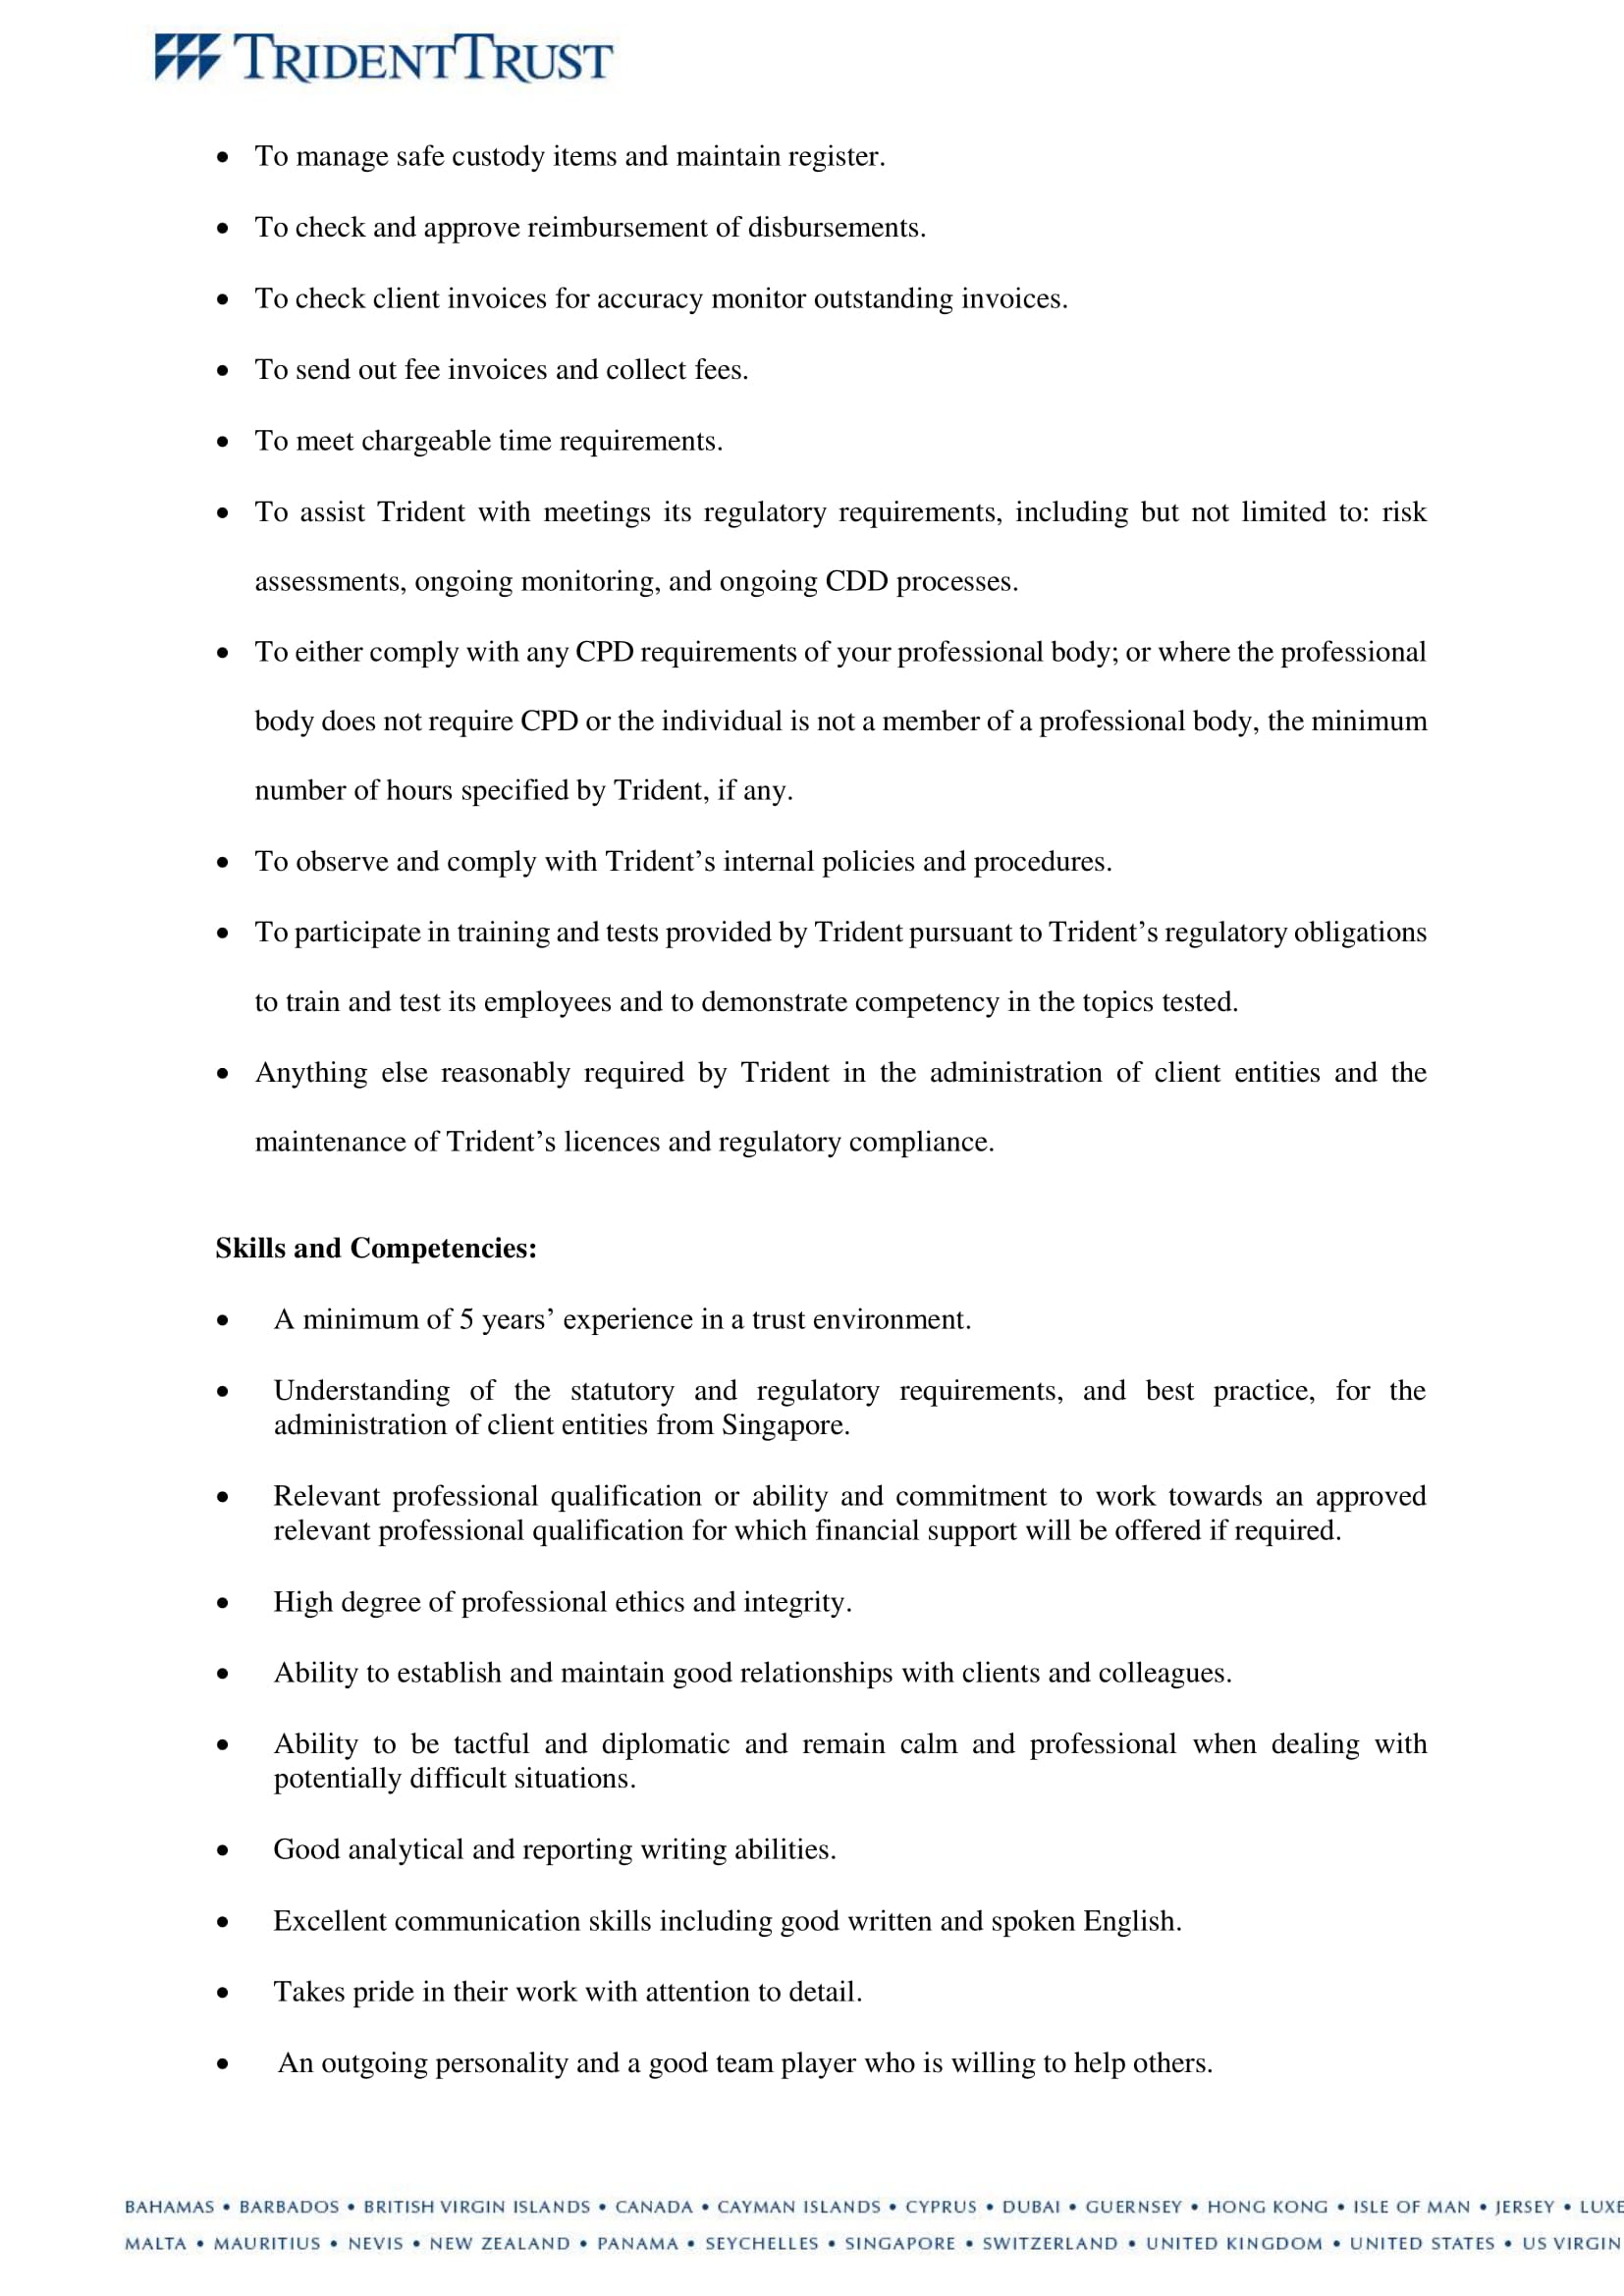 TRIDENTTRUST
• To manage safe custody items and maintain register.
• To check and approve reimbursement of disbursements.
• To check client invoices for accuracy monitor outstanding invoices.
• To send out fee invoices and collect fees.
• To meet chargeable time requirements.
• To assist Trident with meetings its regulatory requirements, including but not limited to: risk
assessments, ongoing monitoring, and ongoing CDD processes.
• To either comply with any CPD requirements of your professional body; or where the professional
body does not require CPD or the individual is not a member of a professional body, the minimum
number of hours specified by Trident, if any.
• To observe and comply with Trident’s internal policies and procedures.
• To participate in training and tests provided by Trident pursuant to Trident’s regulatory obligations
to train and test its employees and to demonstrate competency in the topics tested.
• Anything else reasonably required by Trident in the administration of client entities and the
maintenance of Trident’s licences and regulatory compliance.
Skills and Competencies:
• A minimum of 5 years’ experience in a trust environment.
• Understanding of the statutory and regulatory requirements, and best practice, for the
administration of client entities from Singapore.
• Relevant professional qualification or ability and commitment to work towards an approved
relevant professional qualification for which financial support will be offered if required.
• High degree of professional ethics and integrity.
• Ability to establish and maintain good relationships with clients and colleagues.
• Ability to be tactful and diplomatic and remain calm and professional when dealing with
potentially difficult situations.
• Good analytical and reporting writing abilities.
• Excellent communication skills including good written and spoken English.
• Takes pride in their work with attention to detail.
• An outgoing personality and a good team player who is willing to help others.
BAHAMAS • BARBADOS • BRITISH VIRGIN ISLANDS • CANADA • CAYMAN ISLANDS • CYPRUS • DUBAI • GUERNSEY • HONG KONG • ISLE OF MAN • JERSEY • LUXE
MALTA • MAURITIUS • NEVIS • NEW ZEALAND • PANAMA • SEYCHELLES • SINGAPORE • SWITZERLAND • UNITED KINGDOM • UNITED STATES • US VIRGIN